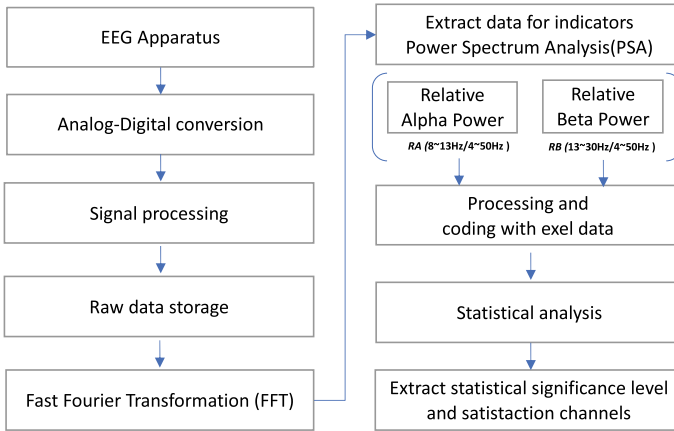 EEG Apparatus
Analog-Digital conversion
Signal processing
Raw data storage
Fast Fourier Transformation (FFT)
Extract data for indicators
Power Spectrum Analysis(PSA)
Relative
Alpha Power
RA (8~13Hz/4~50Hz )
Relative
Beta Power
RB (13~30Hz/4~50Hz )
Processing and
coding with exel data
Statistical analysis
Extract statistical significance level
and satistaction channels